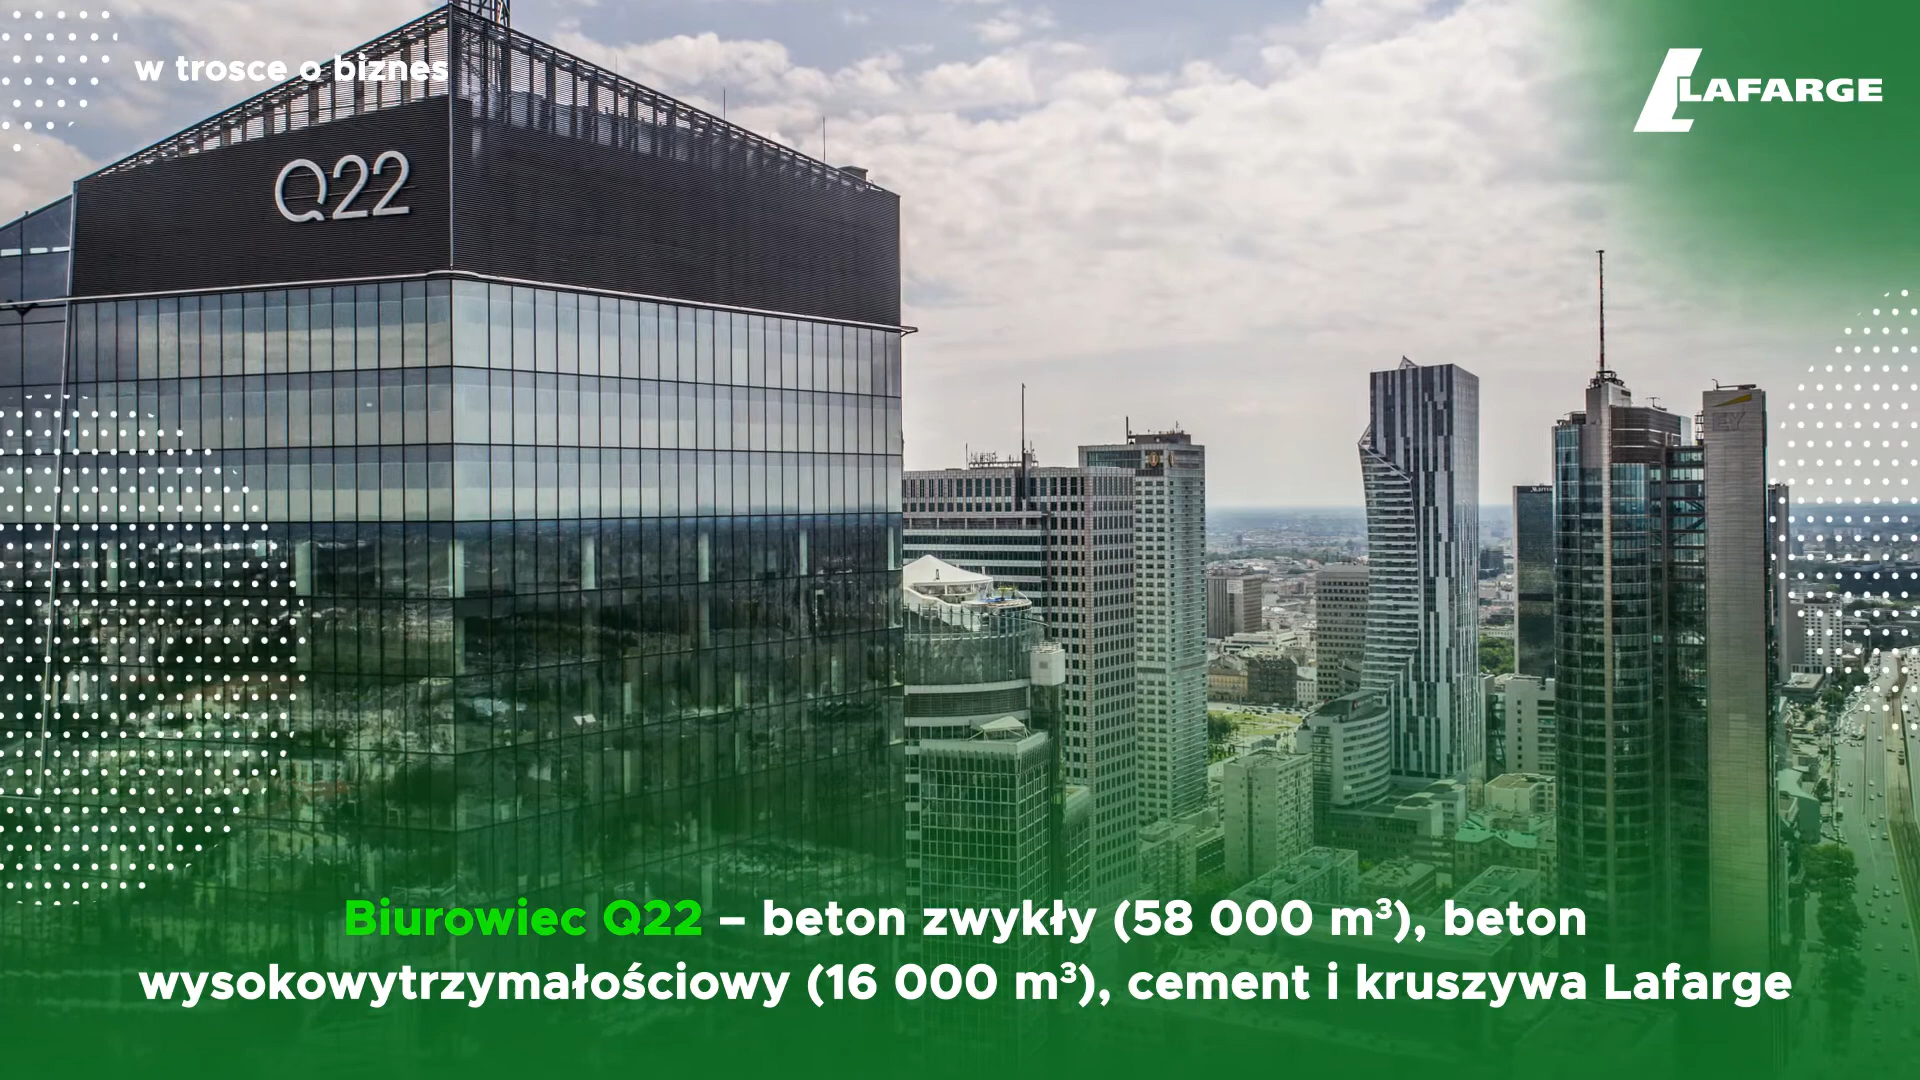 w trosce o biznes
LAFARGE
Q22
EY
Biurowiec Q22 – beton zwykły (58 000 m³), beton
wysokowytrzymałościowy (16 000 m³), cement i kruszywa Lafarge